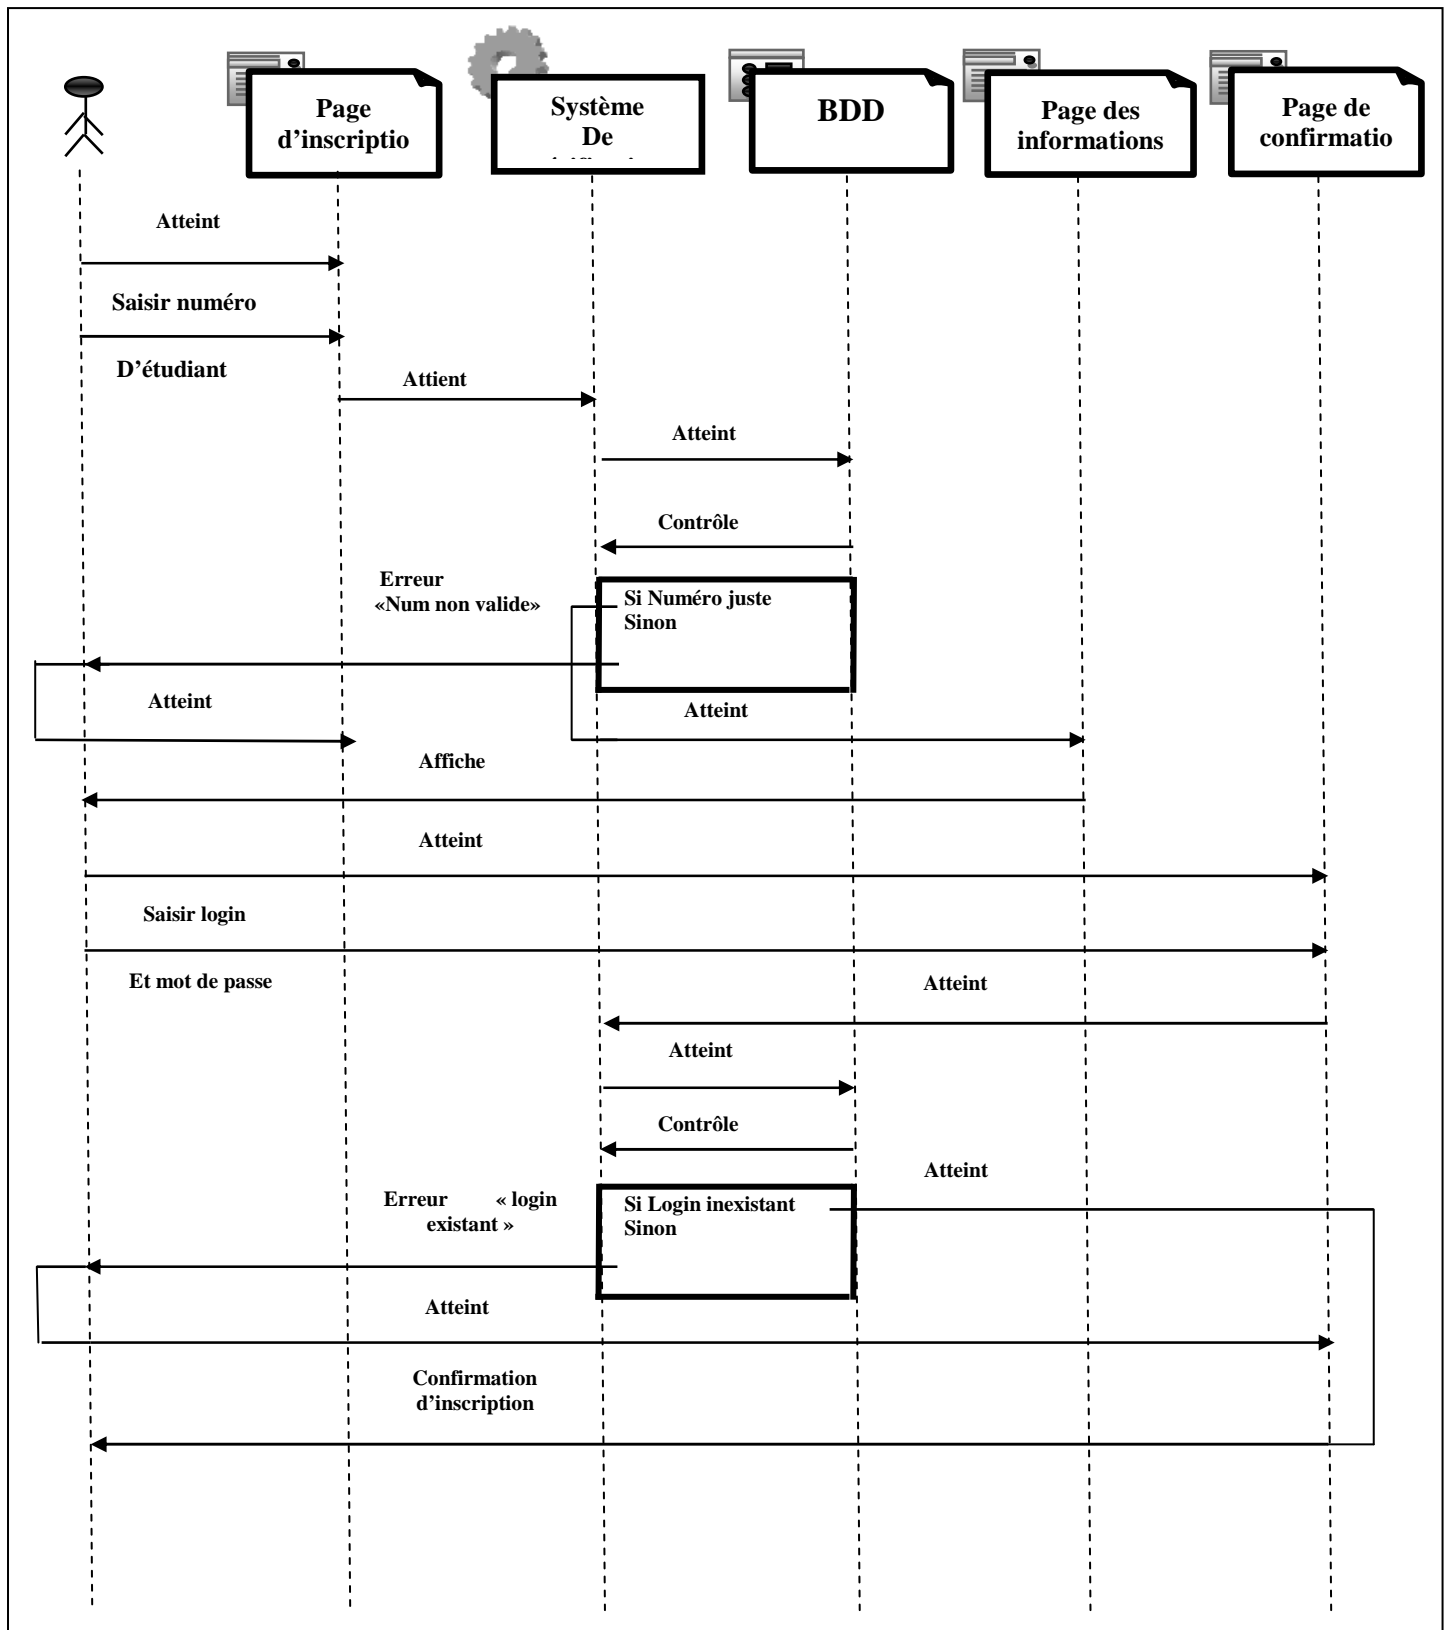 Page
d'inscriptio
Système
De
BDD
Page des
informations
Page de
confirmatio
Atteint
Saisir numéro
D'étudiant
Attient
Atteint
Contrôle
Erreur
«Num non valide»
Si Numéro juste
Sinon
Atteint
Atteint
Affiche
Atteint
Saisir login
Et mot de passe
Atteint
Atteint
Contrôle
Atteint
Erreur « login
existant »
Si Login inexistant
Sinon
Atteint
Confirmation
d'inscription